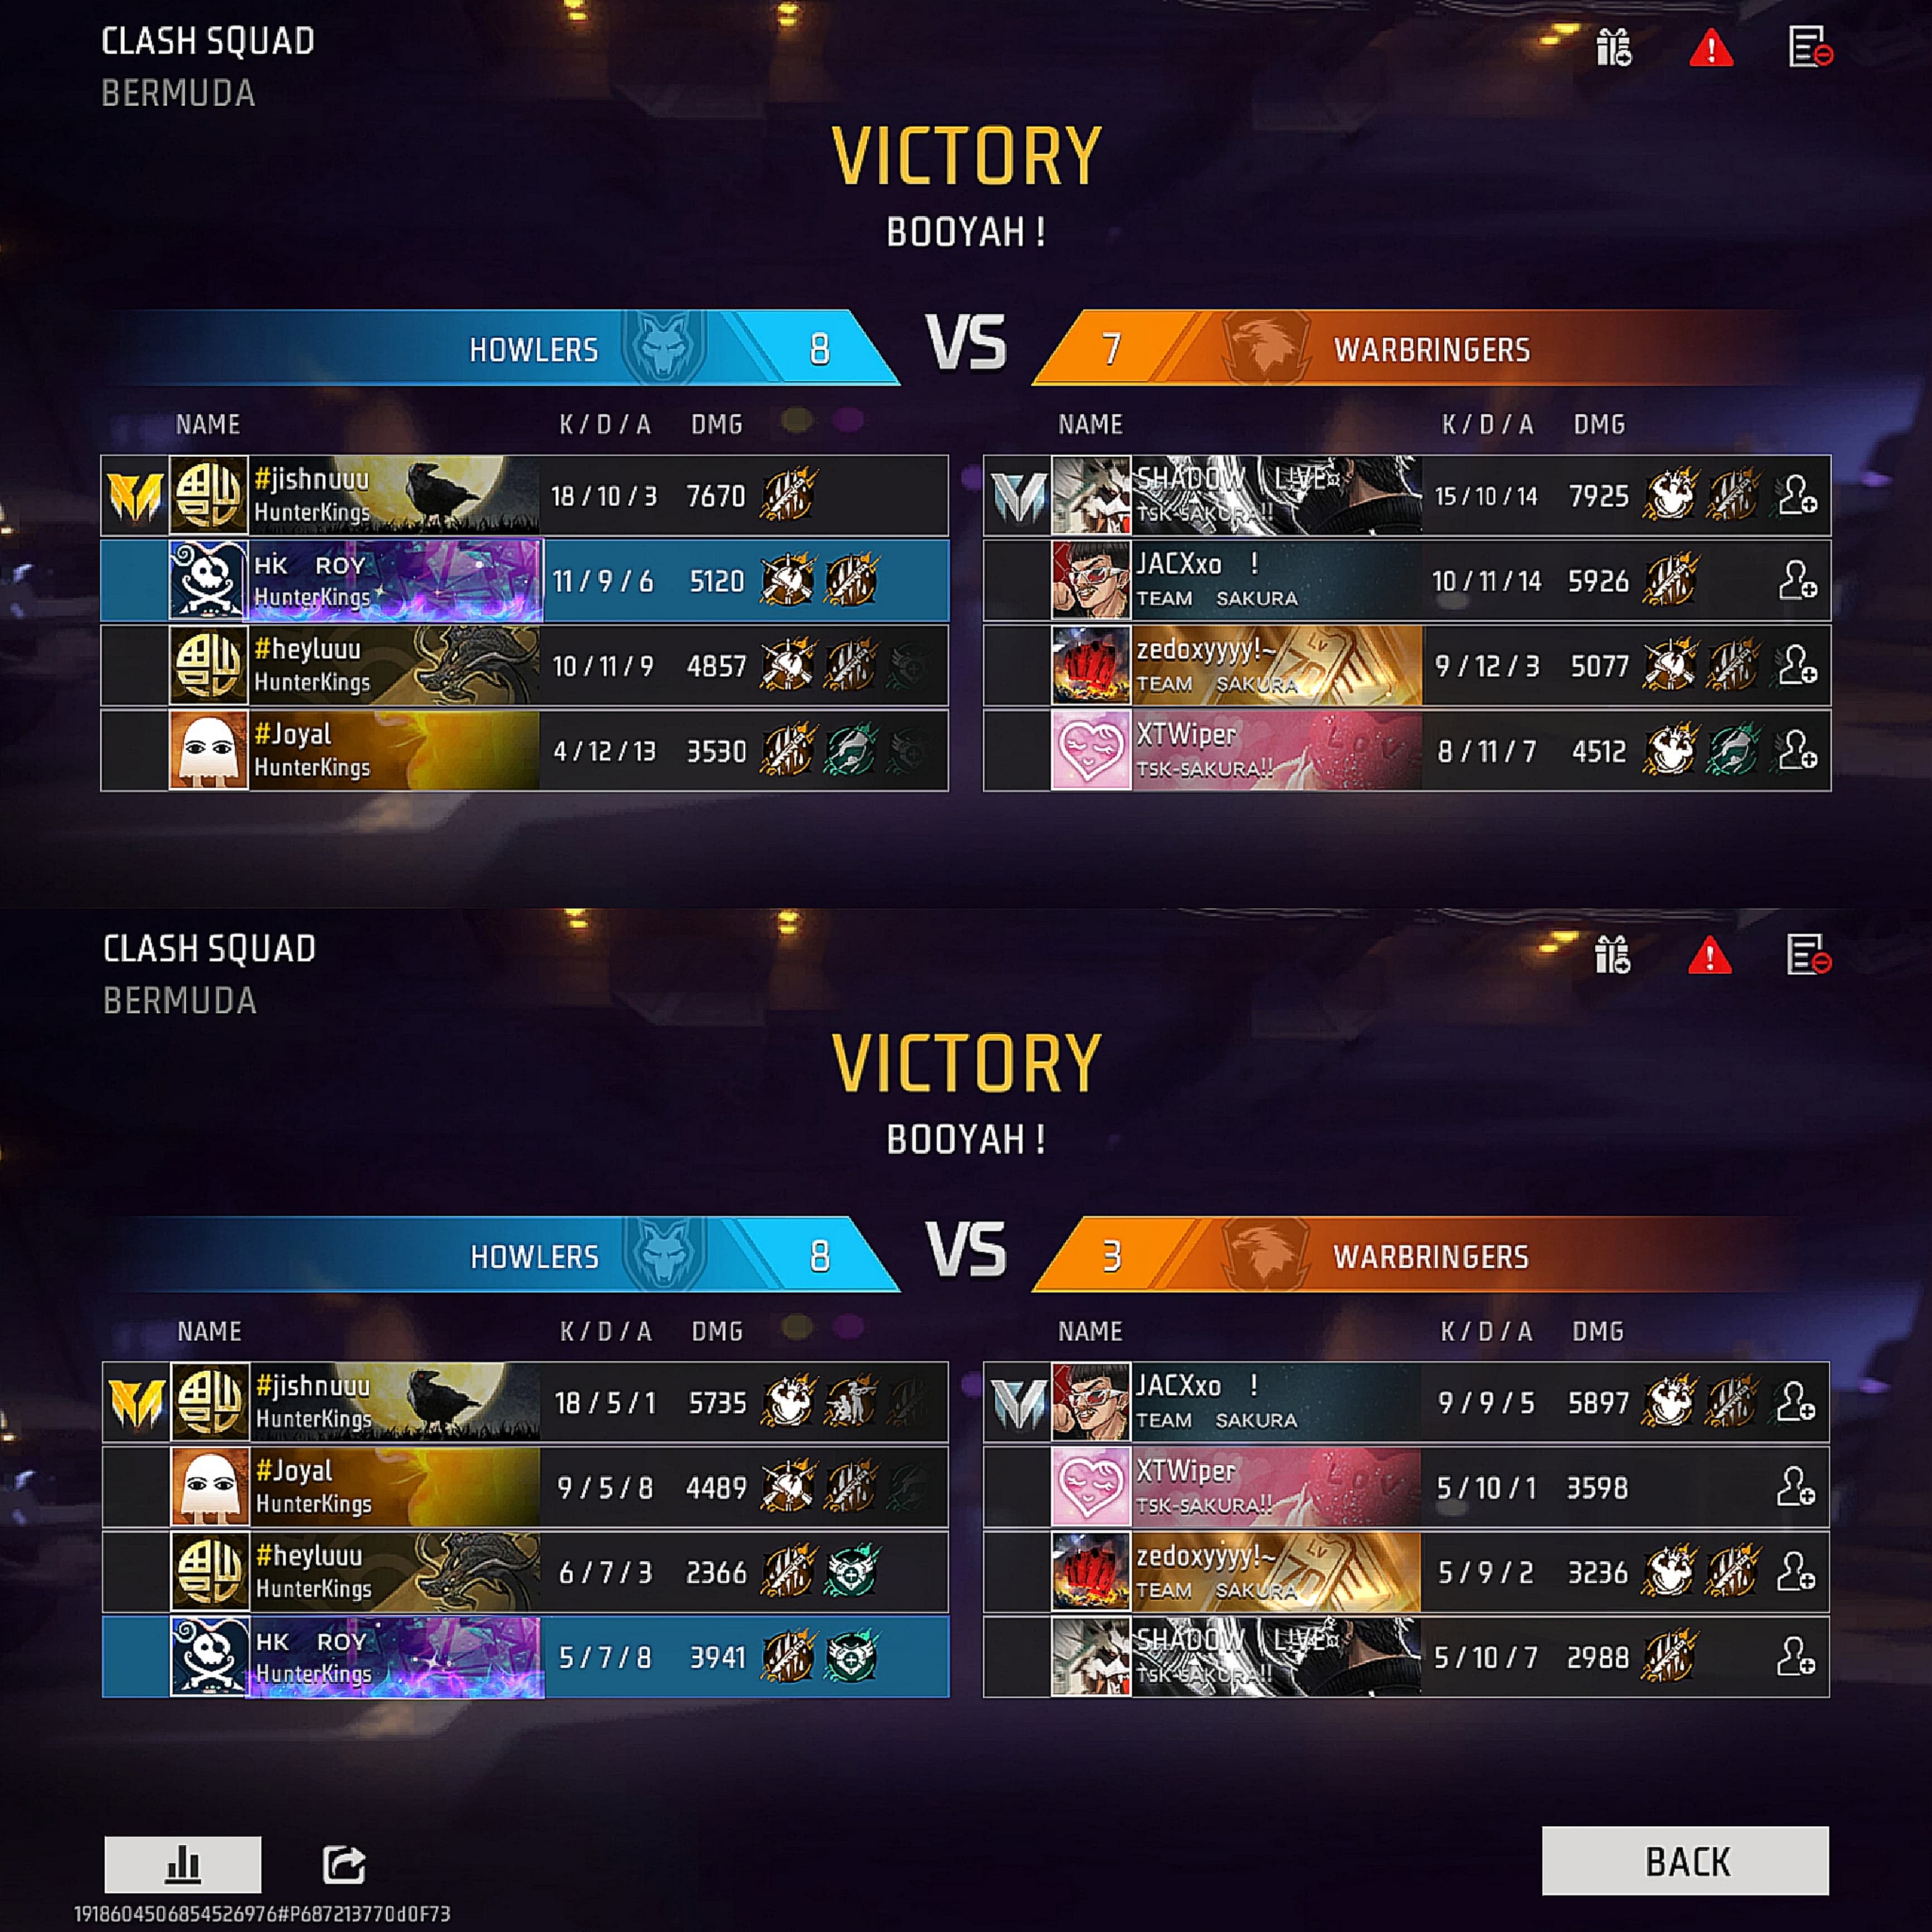 CLASH SQUAD
BERMUDA
VICTORY
BOOYAH !
HOWLERS 8 VS 7 WARBRINGERS
NAME K / D / A DMG NAME K / D / A DMG
#jishnuuu
HunterKings
18 / 10 / 3 7670
SHADOW L!VE¤
TSK-SAKURA!!
15 / 10 / 14 7925
HK ROY
HunterKings
11 / 9 / 6 5120
JACXxo !
TEAM SAKURA
10 / 11 / 14 5926
#heyluuu
HunterKings
10 / 11 / 9 4857
zedoxyyyy!~
TEAM SAKURA
9 / 12 / 3 5077
#Joyal
HunterKings
4 / 12 / 13 3530
XTWiper
TSK-SAKURA!!
8 / 11 / 7 4512
CLASH SQUAD
BERMUDA
VICTORY
BOOYAH !
HOWLERS 8 VS 3 WARBRINGERS
NAME K / D / A DMG NAME K / D / A DMG
#jishnuuu
HunterKings
18 / 5 / 1 5735
JACXxo !
TEAM SAKURA
9 / 9 / 5 5897
#Joyal
HunterKings
9 / 5 / 8 4489
XTWiper
TSK-SAKURA!!
5 / 10 / 1 3598
#heyluuu
HunterKings
6 / 7 / 3 2366
zedoxyyyy!~
TEAM SAKURA
5 / 9 / 2 3236
HK ROY
HunterKings
5 / 7 / 8 3941
SHADOW L!VE¤
TSK-SAKURA!!
5 / 10 / 7 2988
BACK
1918604506854526976#P687213770d0F73